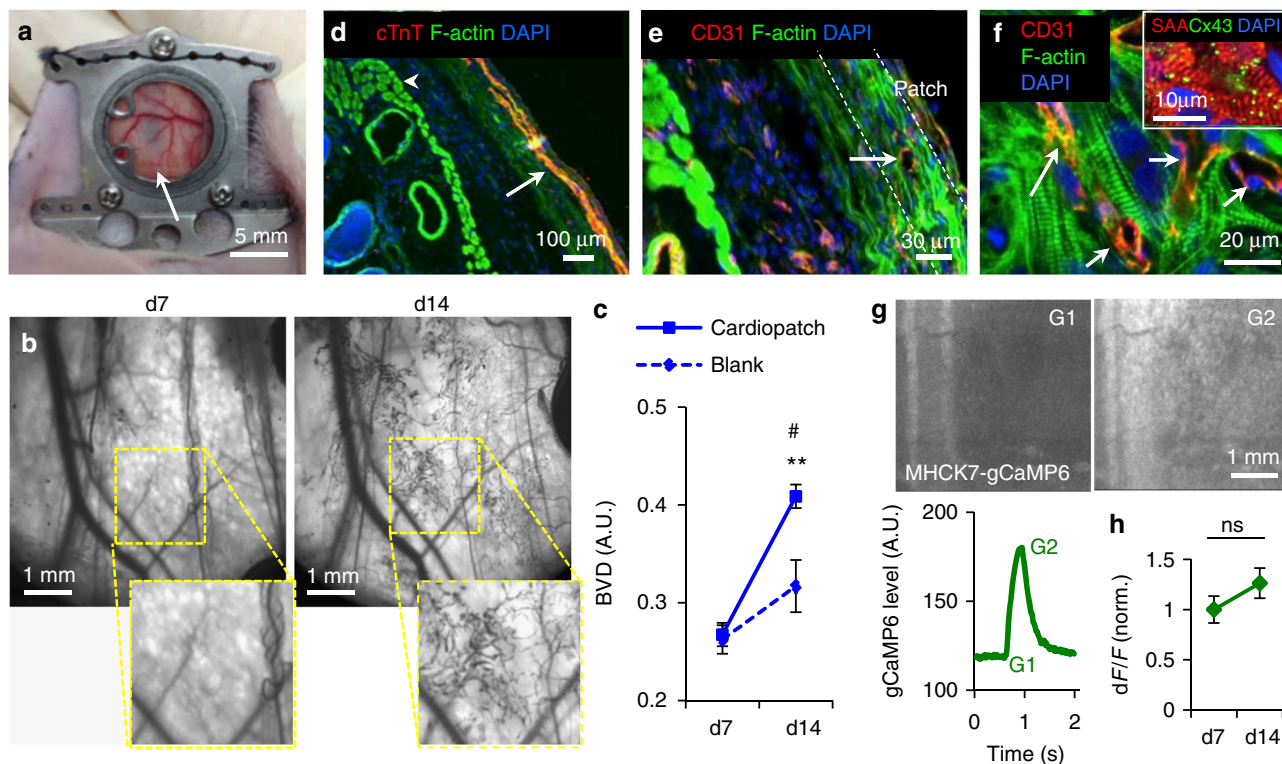 a
5 mm
d
cTnT F-actin DAPI
100 μm
e
CD31 F-actin DAPI
Patch
30 μm
f
CD31
F-actin
DAPI
SAACx43 DAPI
10μm
20 μm
b
d7
d14
1 mm
1 mm
c
Cardiopatch
Blank
BVD (A.U.)
0.5
0.4
0.3
0.2
#
**
d7
d14
g
G1
G2
MHCK7-gCaMP6
1 mm
gCaMP6 level (A.U.)
200
150
100
G2
G1
0
1
2
Time (s)
h
ns
dF/F (norm.)
1.5
1
0.5
0
d7
d14